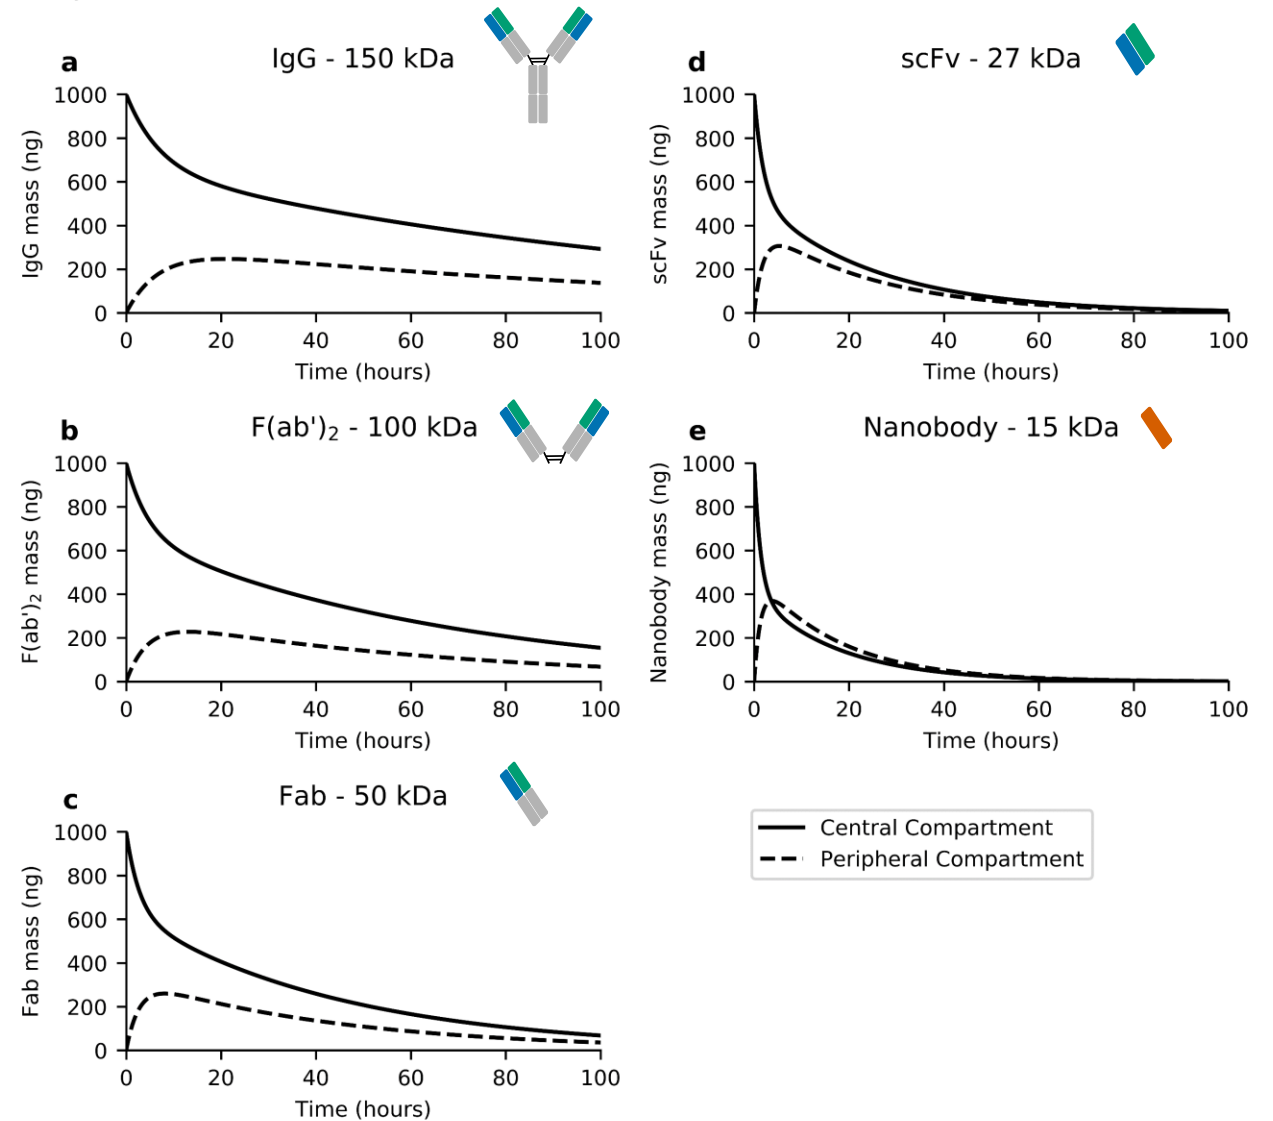 a IgG - 150 kDa
1000
800
600
400
200
0
IgG mass (ng)
0 20 40 60 80 100
Time (hours)
d scFv - 27 kDa
1000
800
600
400
200
0
scFv mass (ng)
0 20 40 60 80 100
Time (hours)
b F(ab')₂ - 100 kDa
1000
800
600
400
200
0
F(ab')₂ mass (ng)
0 20 40 60 80 100
Time (hours)
e Nanobody - 15 kDa
1000
800
600
400
200
0
Nanobody mass (ng)
0 20 40 60 80 100
Time (hours)
c Fab - 50 kDa
1000
800
600
400
200
0
Fab mass (ng)
0 20 40 60 80 100
Time (hours)
Central Compartment
Peripheral Compartment